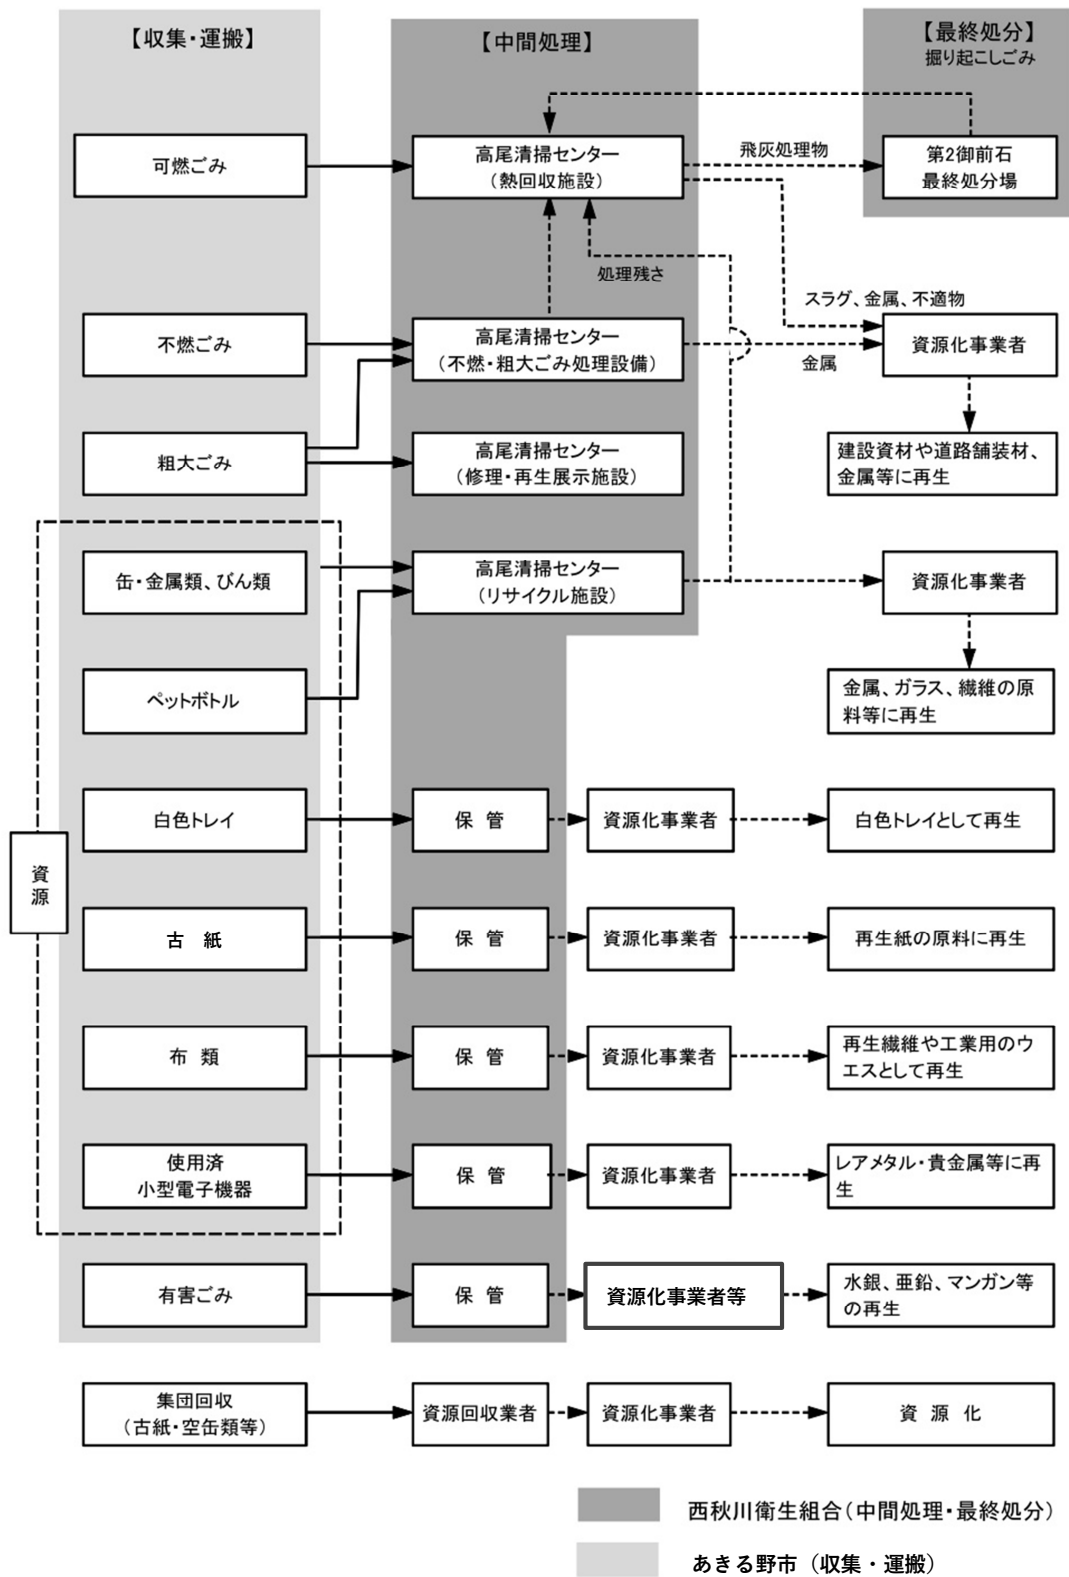 【収集・運搬】
【中間処理】
【最終処分】
掘り起こしごみ
可燃ごみ
高尾清掃センター
(熱回収施設)
飛灰処理物
第2御前石
最終処分場
処理残さ
スラグ、金属、不適物
不燃ごみ
高尾清掃センター
(不燃・粗大ごみ処理設備)
金属
資源化事業者
粗大ごみ
高尾清掃センター
(修理・再生展示施設)
建設資材や道路舗装材、
金属等に再生
缶・金属類、びん類
高尾清掃センター
(リサイクル施設)
資源化事業者
ペットボトル
金属、ガラス、繊維の原
料等に再生
資源
白色トレイ
保 管
資源化事業者
白色トレイとして再生
古 紙
保 管
資源化事業者
再生紙の原料に再生
布 類
保 管
資源化事業者
再生繊維や工業用のウ
エスとして再生
使用済
小型電子機器
保 管
資源化事業者
レアメタル・貴金属等に再
生
有害ごみ
保 管
資源化事業者等
水銀、亜鉛、マンガン等
の再生
集団回収
(古紙・空缶類等)
資源回収業者
資源化事業者
資 源 化
西秋川衛生組合(中間処理・最終処分)
あきる野市（収集・運搬）